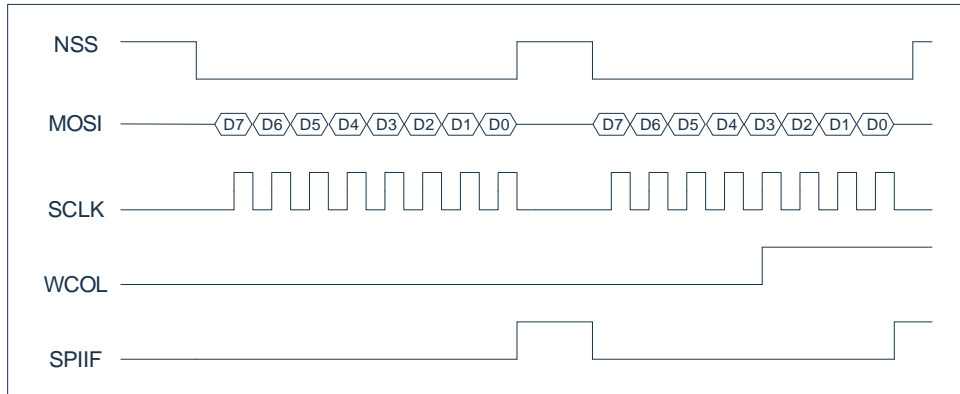 NSS
MOSI D7 D6 D5 D4 D3 D2 D1 D0 D7 D6 D5 D4 D3 D2 D1 D0
SCLK
WCOL
SPIIF